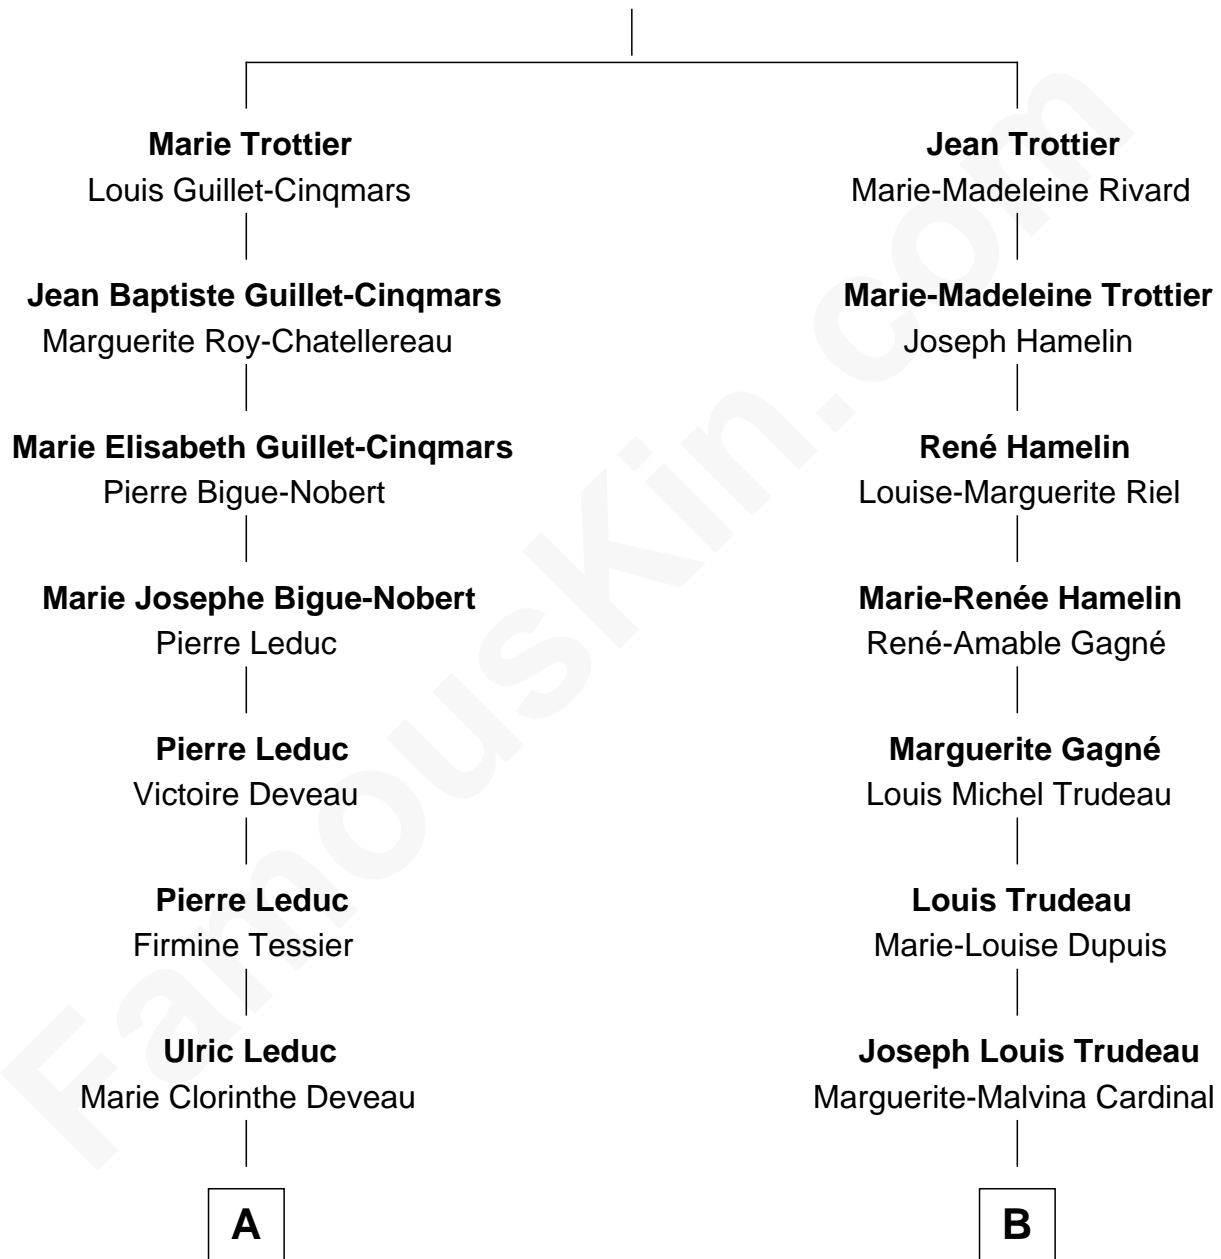 Marie Trottier
Louis Guillet-Cinqmars
Jean Baptiste Guillet-Cinqmars
Marguerite Roy-Chatellereau
Marie Elisabeth Guillet-Cinqmars
Pierre Bigue-Nobert
Marie Josephe Bigue-Nobert
Pierre Leduc
Pierre Leduc
Victoire Deveau
Pierre Leduc
Firmine Tessier
Ulric Leduc
Marie Clorinthe Deveau
A
Jean Trottier
Marie-Madeleine Rivard
Marie-Madeleine Trottier
Joseph Hamelin
René Hamelin
Louise-Marguerite Riel
Marie-Renée Hamelin
René-Amable Gagné
Marguerite Gagné
Louis Michel Trudeau
Louis Trudeau
Marie-Louise Dupuis
Joseph Louis Trudeau
Marguerite-Malvina Cardinal
B
FamousKin.com